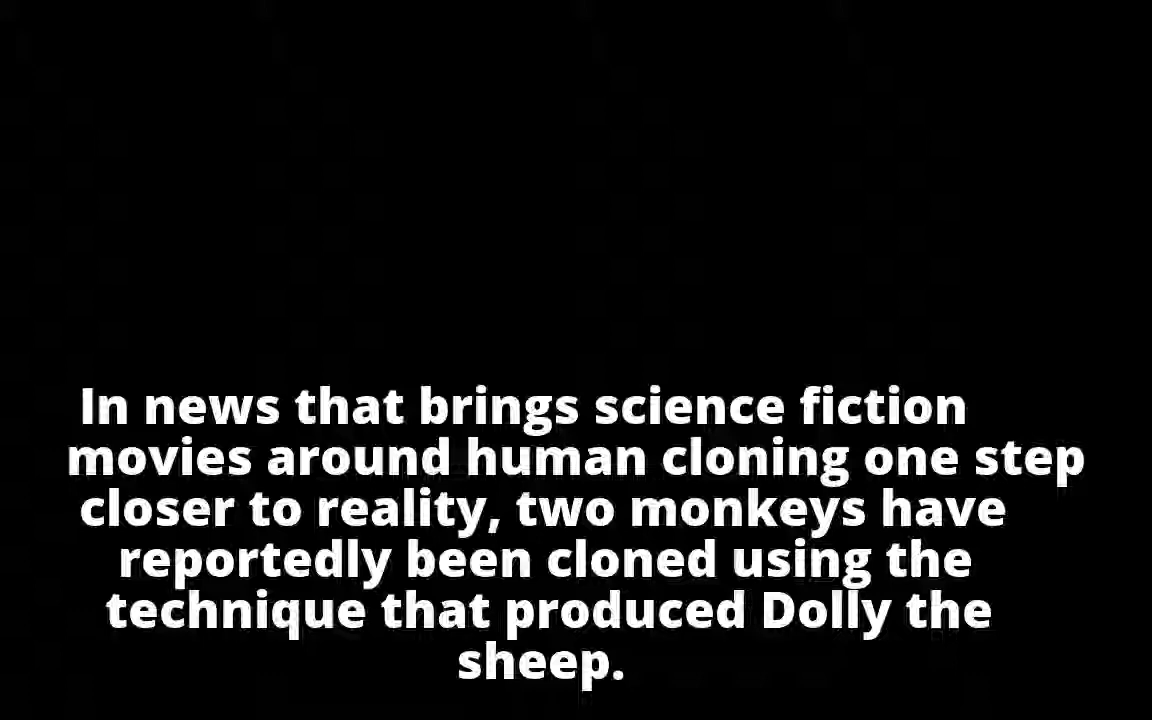 In news that brings science fiction
movies around human cloning one step
closer to reality, two monkeys have
reportedly been cloned using the
technique that produced Dolly the
sheep.